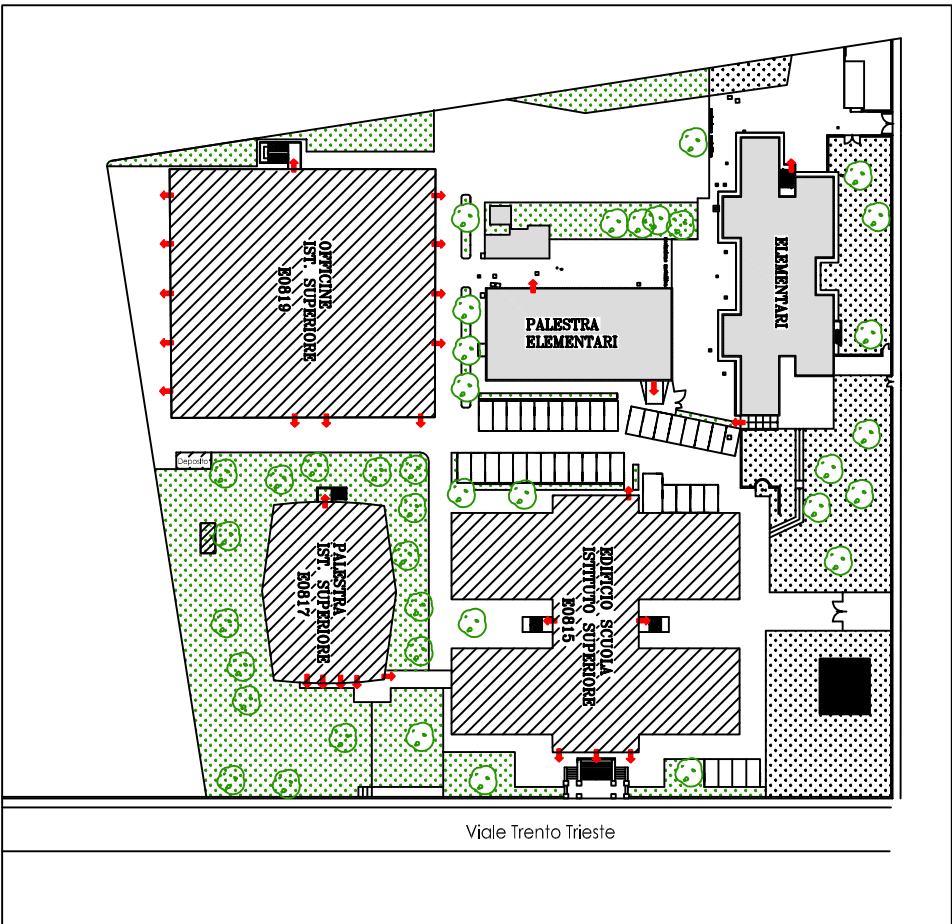 OFFICINE
IST. SUPERIORE
E0819
PALESTRA
ELEMENTARI
ELEMENTARI
Deposito
PALESTRA
IST. SUPERIORE
E0817
EDIFICIO SCUOLA
ISTITUTO SUPERIORE
E0815
Viale Trento Trieste